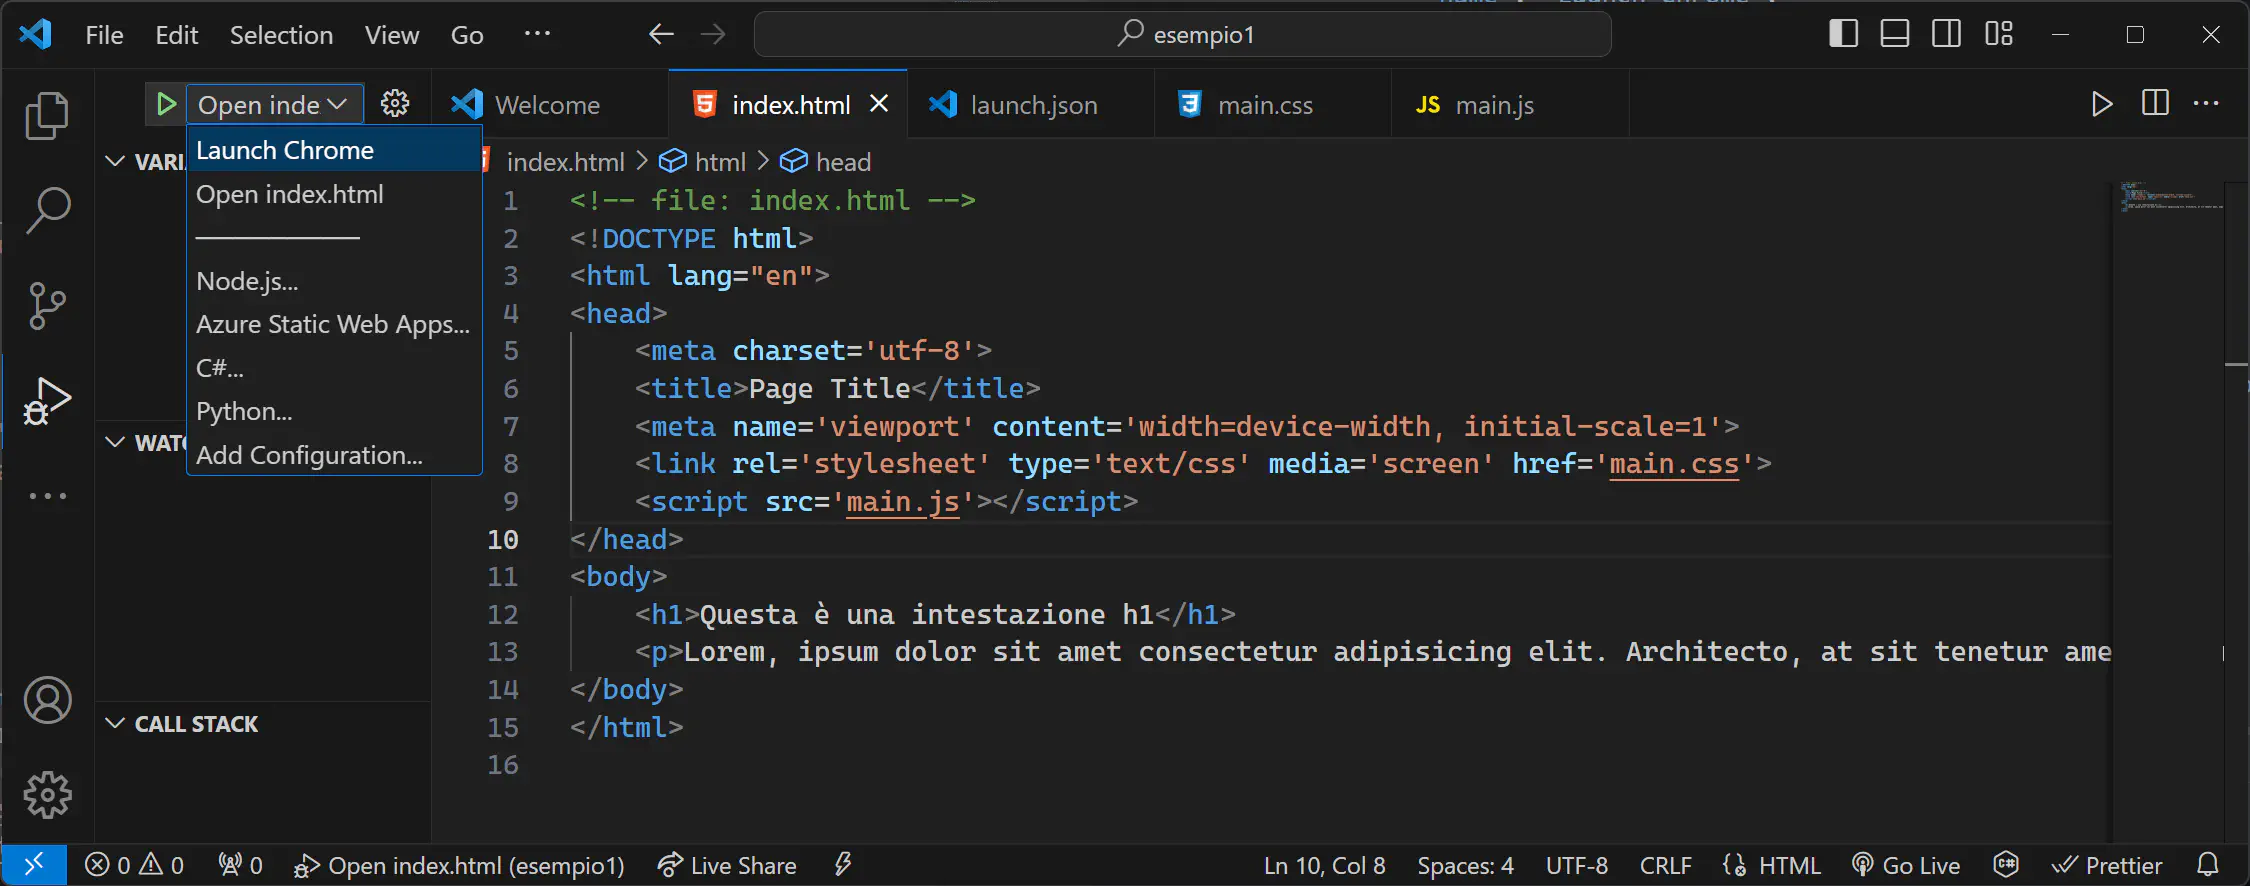 File Edit Selection View Go ··· esempio1
Open inde Welcome index.html launch.json main.css JS main.js
Launch Chrome
Open index.html
Node.js...
Azure Static Web Apps...
C#...
Python...
Add Configuration...
CALL STACK
index.html > html > head
1 <!-- file: index.html -->
2 <!DOCTYPE html>
3 <html lang="en">
4 <head>
5 <meta charset='utf-8'>
6 <title>Page Title</title>
7 <meta name='viewport' content='width=device-width, initial-scale=1'>
8 <link rel='stylesheet' type='text/css' media='screen' href='main.css'>
9 <script src='main.js'></script>
10 </head>
11 <body>
12 <h1>Questa è una intestazione h1</h1>
13 <p>Lorem, ipsum dolor sit amet consectetur adipisicing elit. Architecto, at sit tenetur ame
14 </body>
15 </html>
16
0 0 0 Open index.html (esempio1) Live Share Ln 10, Col 8 Spaces: 4 UTF-8 CRLF HTML Go Live Prettier